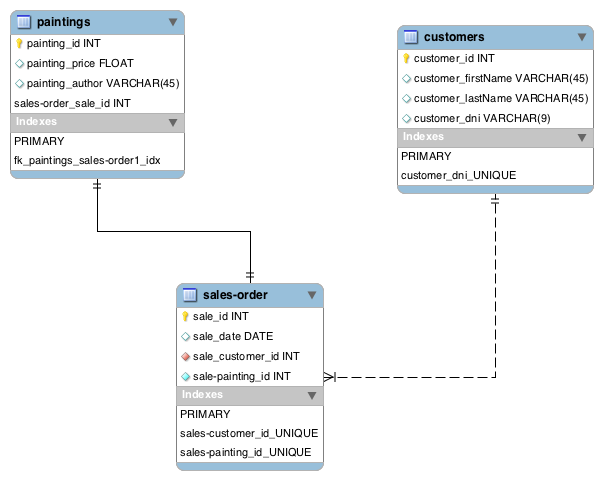 paintings
painting_id INT
painting_price FLOAT
painting_author VARCHAR(45)
sales-order_sale_id INT
Indexes
PRIMARY
fk_paintings_sales-order1_idx
customers
customer_id INT
customer_firstName VARCHAR(45)
customer_lastName VARCHAR(45)
customer_dni VARCHAR(9)
Indexes
PRIMARY
customer_dni_UNIQUE
sales-order
sale_id INT
sale_date DATE
sale_customer_id INT
sale-painting_id INT
Indexes
PRIMARY
sales-customer_id_UNIQUE
sales-painting_id_UNIQUE